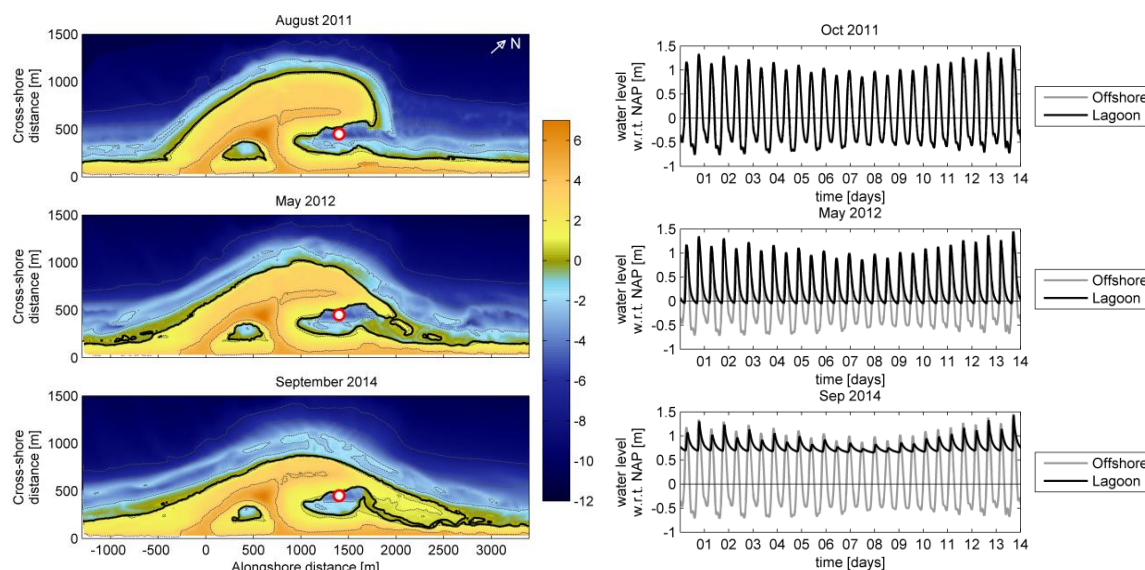 August 2011
N
1500
1000
500
0
Cross-shore
distance [m]
May 2012
1500
1000
500
0
Cross-shore
distance [m]
September 2014
1500
1000
500
0
Cross-shore
distance [m]
-1000 -500 0 500 1000 1500 2000 2500 3000
Alongshore distance [m]
6
4
2
0
-2
-4
-6
-8
-10
-12
Oct 2011
1.5
1
0.5
0
-0.5
-1
water level
w.r.t. NAP [m]
01 02 03 04 05 06 07 08 09 10 11 12 13 14
time [days]
Offshore
Lagoon
May 2012
1.5
1
0.5
0
-0.5
-1
water level
w.r.t. NAP [m]
01 02 03 04 05 06 07 08 09 10 11 12 13 14
time [days]
Offshore
Lagoon
Sep 2014
1.5
1
0.5
0
-0.5
-1
water level
w.r.t. NAP [m]
01 02 03 04 05 06 07 08 09 10 11 12 13 14
time [days]
Offshore
Lagoon